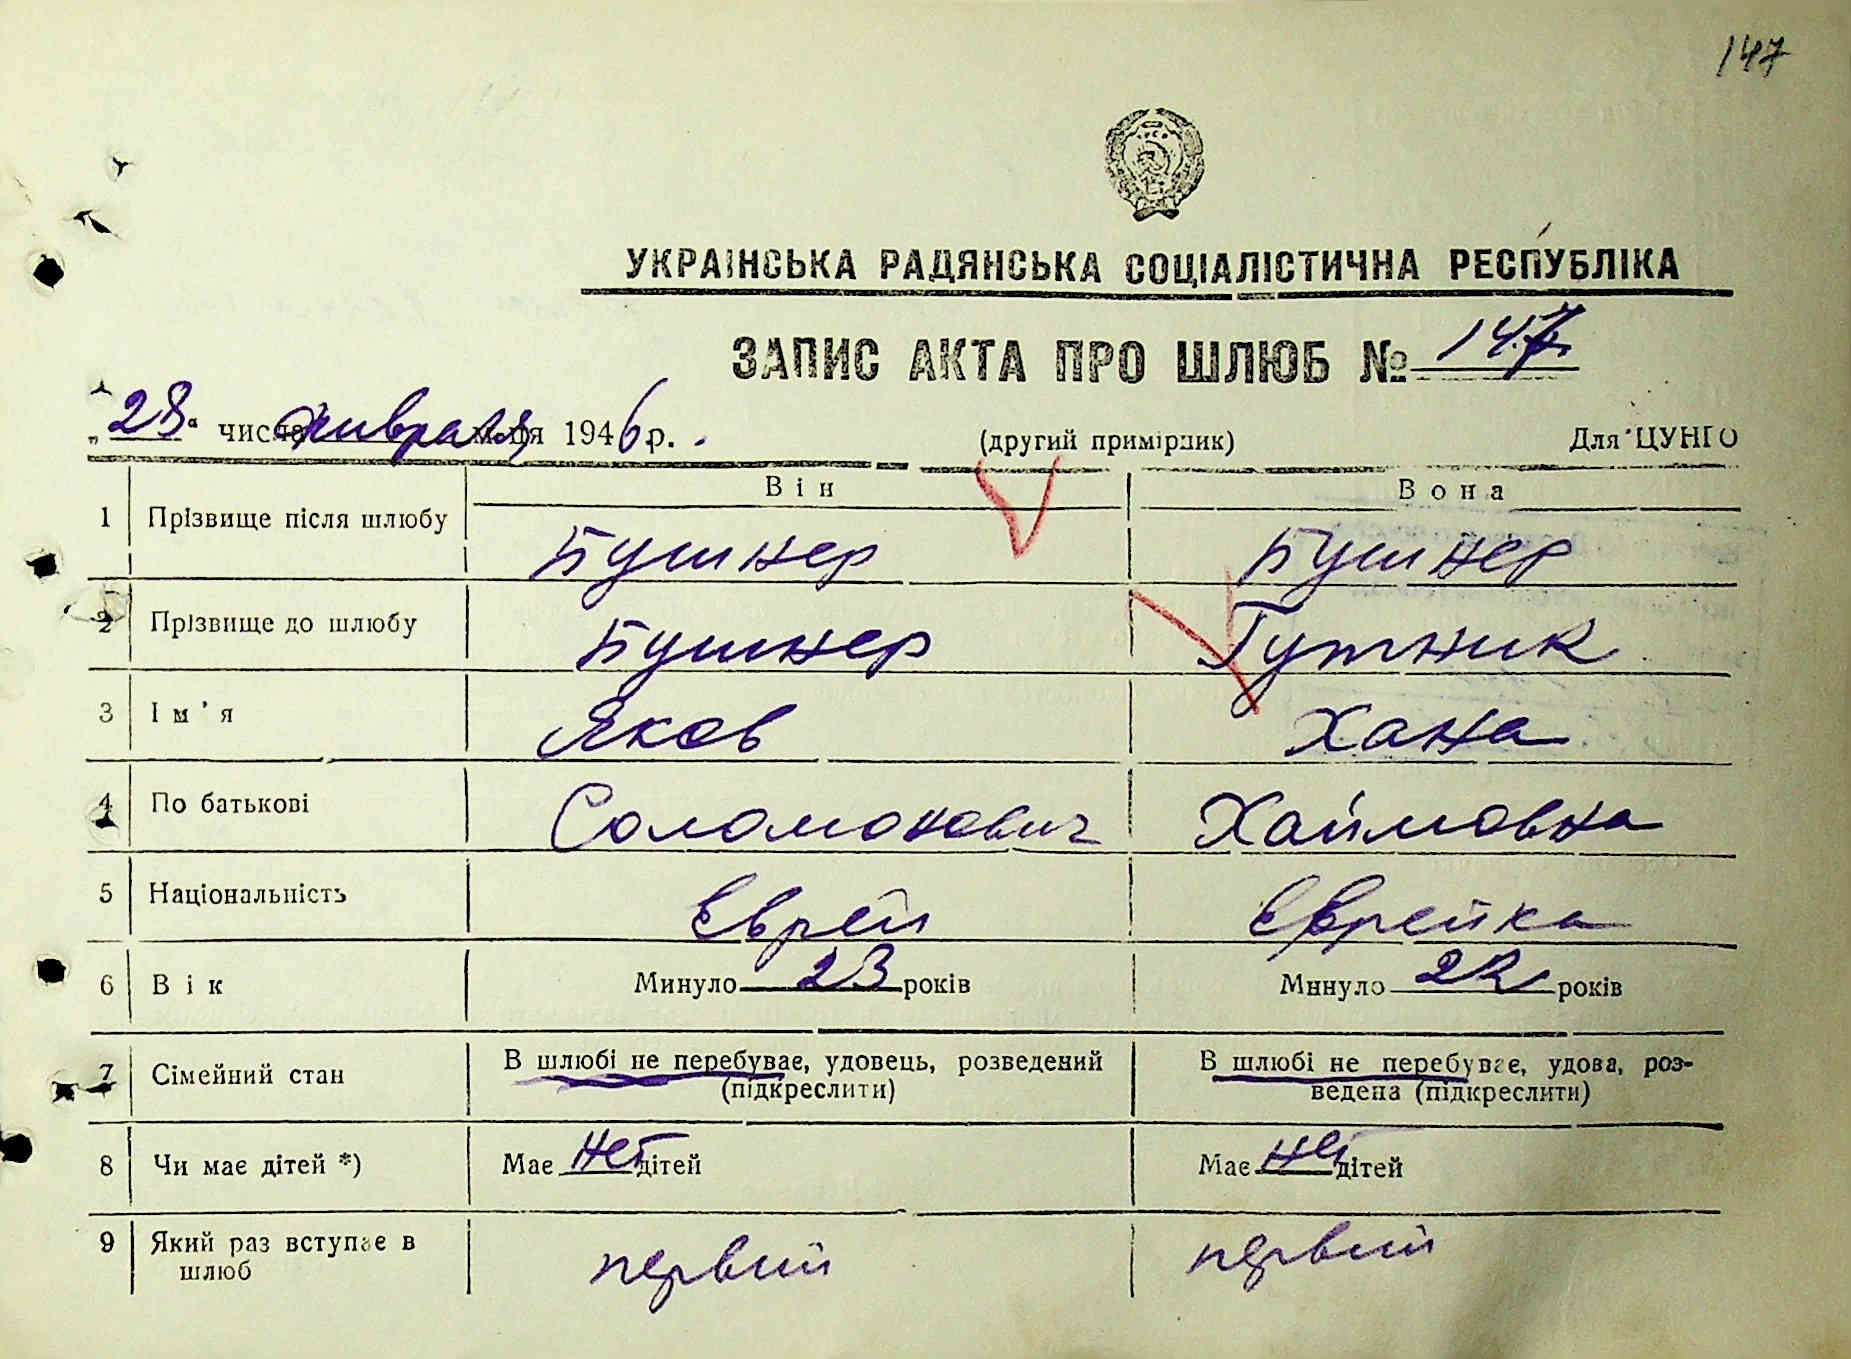 147
УКРАЇНСЬКА РАДЯНСЬКА СОЦІАЛІСТИЧНА РЕСПУБЛІКА
ЗАПИС АКТА ПРО ШЛЮБ № 147
„28“ числа января м-ця 1946 р. (другий примірник) Для ЦУНГО
Він Вона
1 Прізвище після шлюбу Бушнер Бушнер
2 Прізвище до шлюбу Бушнер Гутник
3 Ім'я Яков Хана
4 По батькові Соломонович Хаймовна
5 Національність Еврей Еврейка
6 Вік Минуло 23 років Минуло 22 років
7 Сімейний стан В шлюбі не перебуває, удовець, розведений В шлюбі не перебуває, удова, роз-
(підкреслити) ведена (підкреслити)
8 Чи має дітей *) Має нет дітей Має нет дітей
9 Який раз вступає в первий первий
шлюб